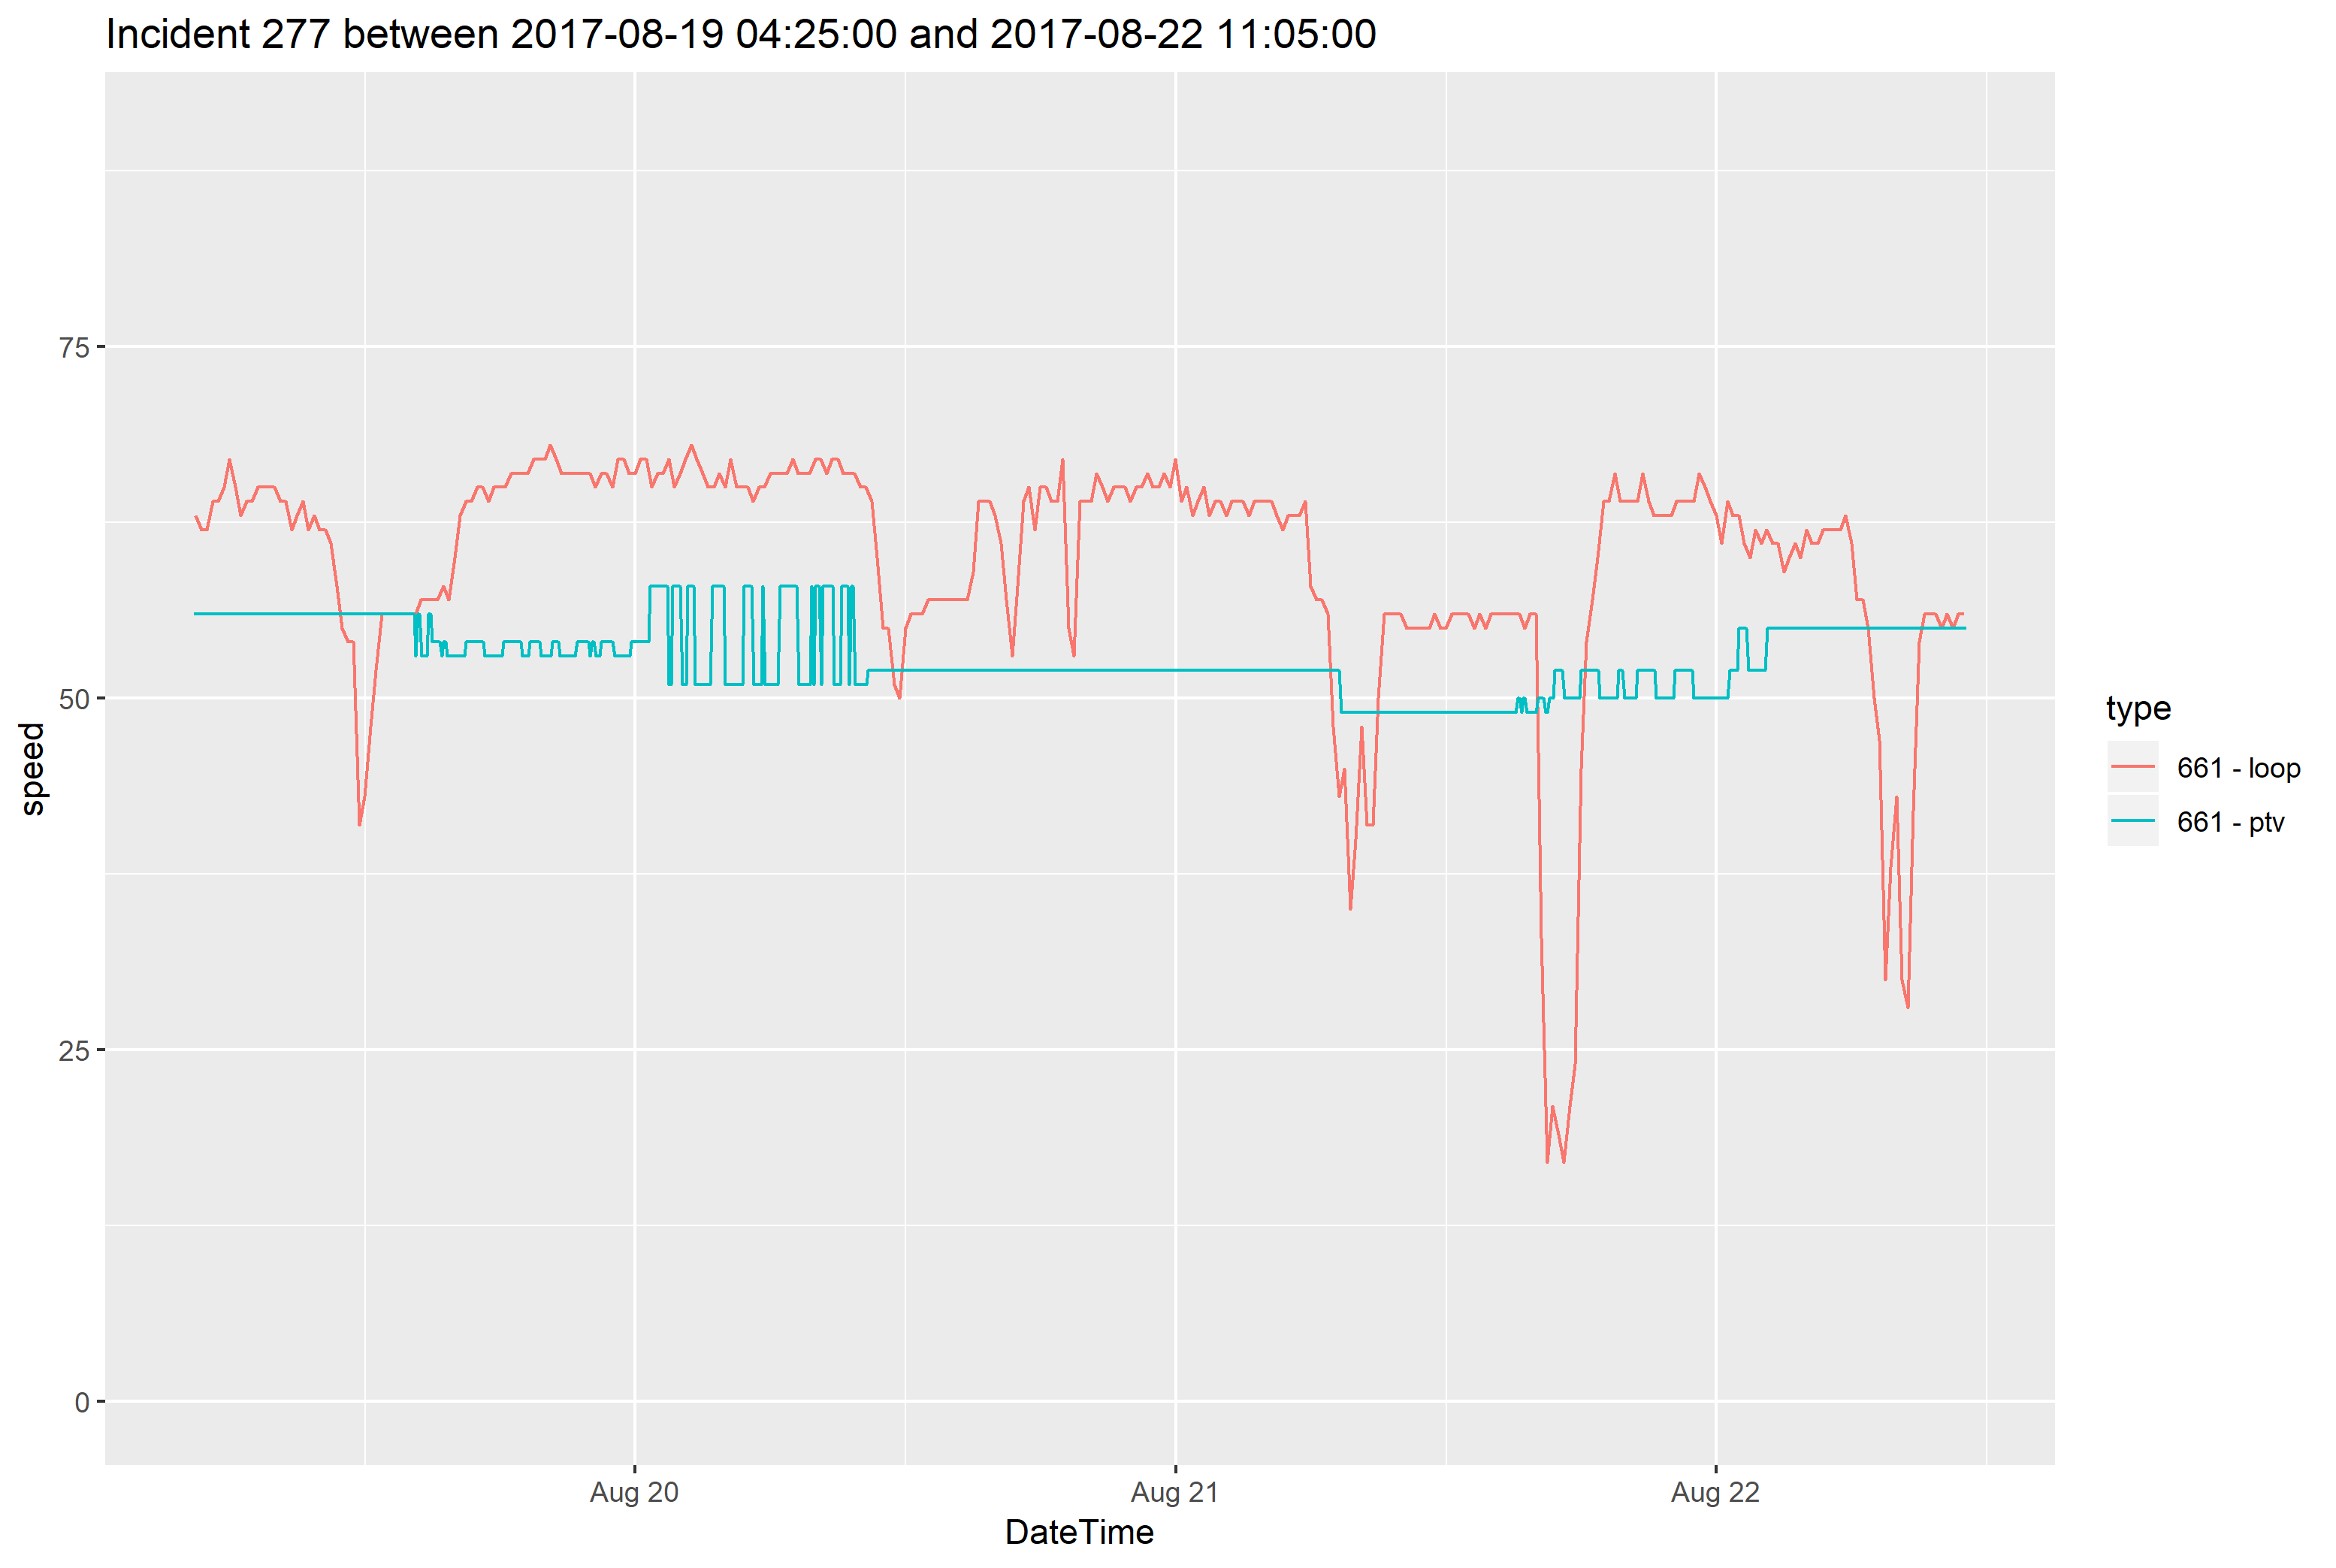 Incident 277 between 2017-08-19 04:25:00 and 2017-08-22 11:05:00
75
50
25
0
speed
Aug 20
Aug 21
Aug 22
DateTime
type
661 - loop
661 - ptv